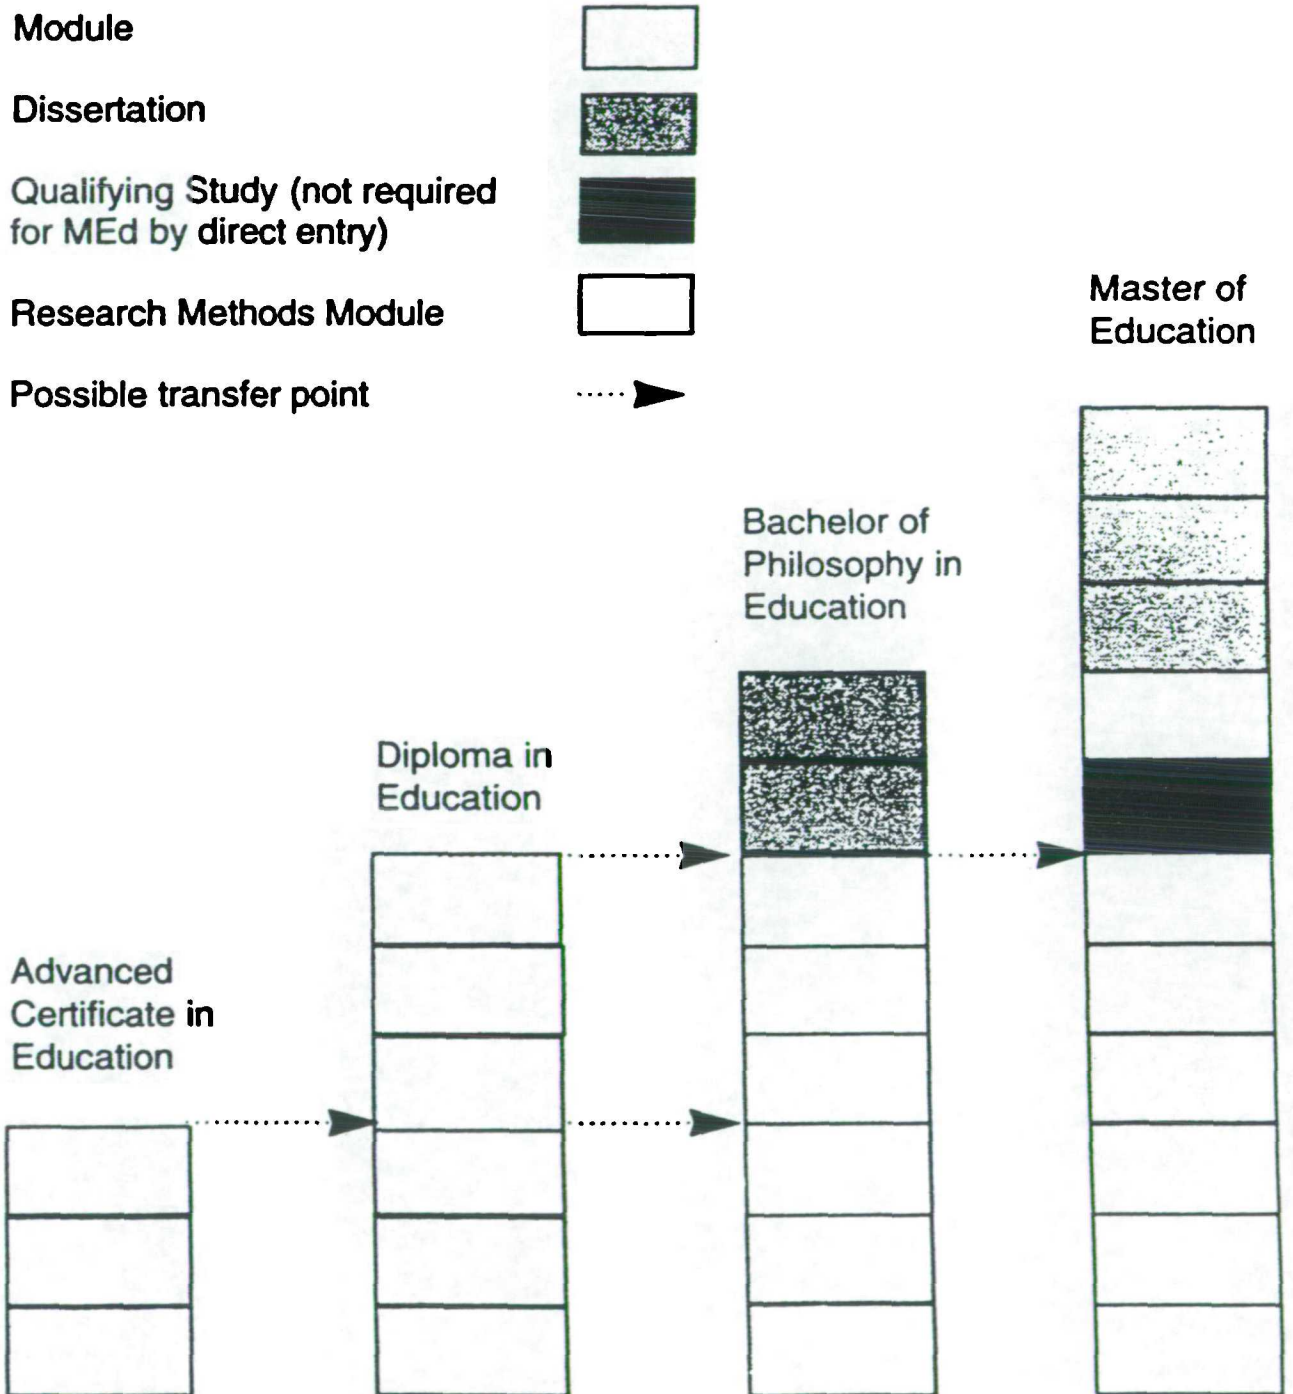 Module
Dissertation
Qualifying Study (not required
for MEd by direct entry)
Research Methods Module
Possible transfer point
Master of
Education
Bachelor of
Philosophy in
Education
Diploma in
Education
Advanced
Certificate in
Education